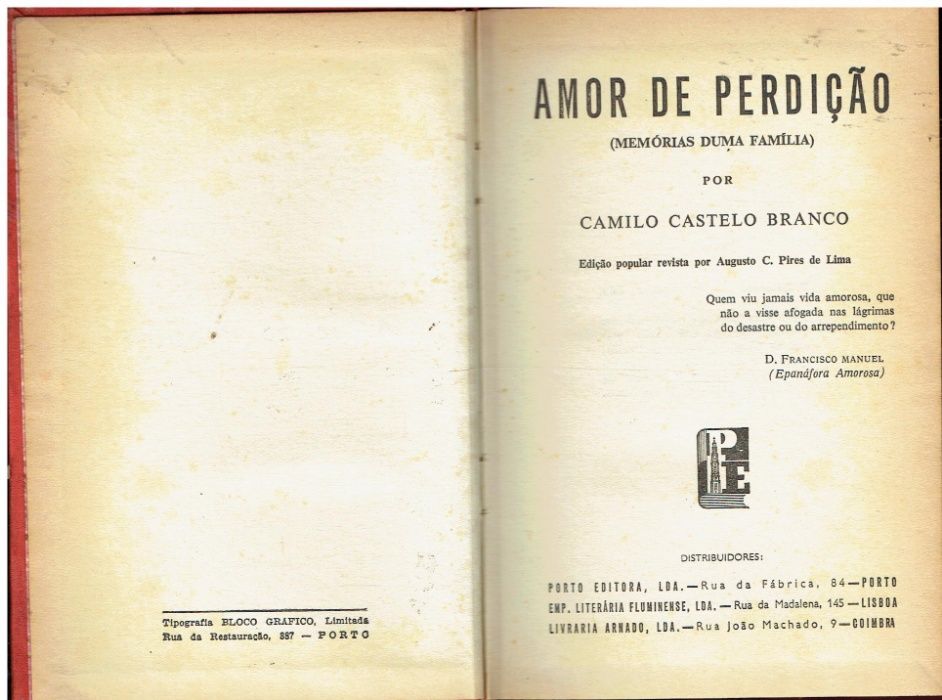 Tipografia BLOCO GRAFICO, Limitada
Rua da Restauração, 387 — PORTO
AMOR DE PERDIÇÃO
(MEMÓRIAS DUMA FAMÍLIA)
POR
CAMILO CASTELO BRANCO
Edição popular revista por Augusto C. Pires de Lima
Quem viu jamais vida amorosa, que
não a visse afogada nas lágrimas
do desastre ou do arrependimento?
D. FRANCISCO MANUEL
(Epanáfora Amorosa)
PE
DISTRIBUIDORES:
PORTO EDITORA, LDA.—Rua da Fábrica, 84—PORTO
EMP. LITERÁRIA FLUMINENSE, LDA.—Rua da Madalena, 145—LISBOA
LIVRARIA ARNADO, LDA.—Rua João Machado, 9—COIMBRA